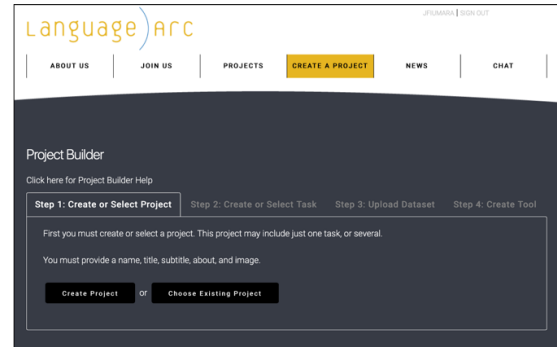 Language Arc
JFIUMARA | SIGN OUT
ABOUT US
JOIN US
PROJECTS
CREATE A PROJECT
NEWS
CHAT
Project Builder
Click here for Project Builder Help
Step 1: Create or Select Project
Step 2: Create or Select Task
Step 3: Upload Dataset
Step 4: Create Tool
First you must create or select a project. This project may include just one task, or several.
You must provide a name, title, subtitle, about, and image.
Create Project or Choose Existing Project